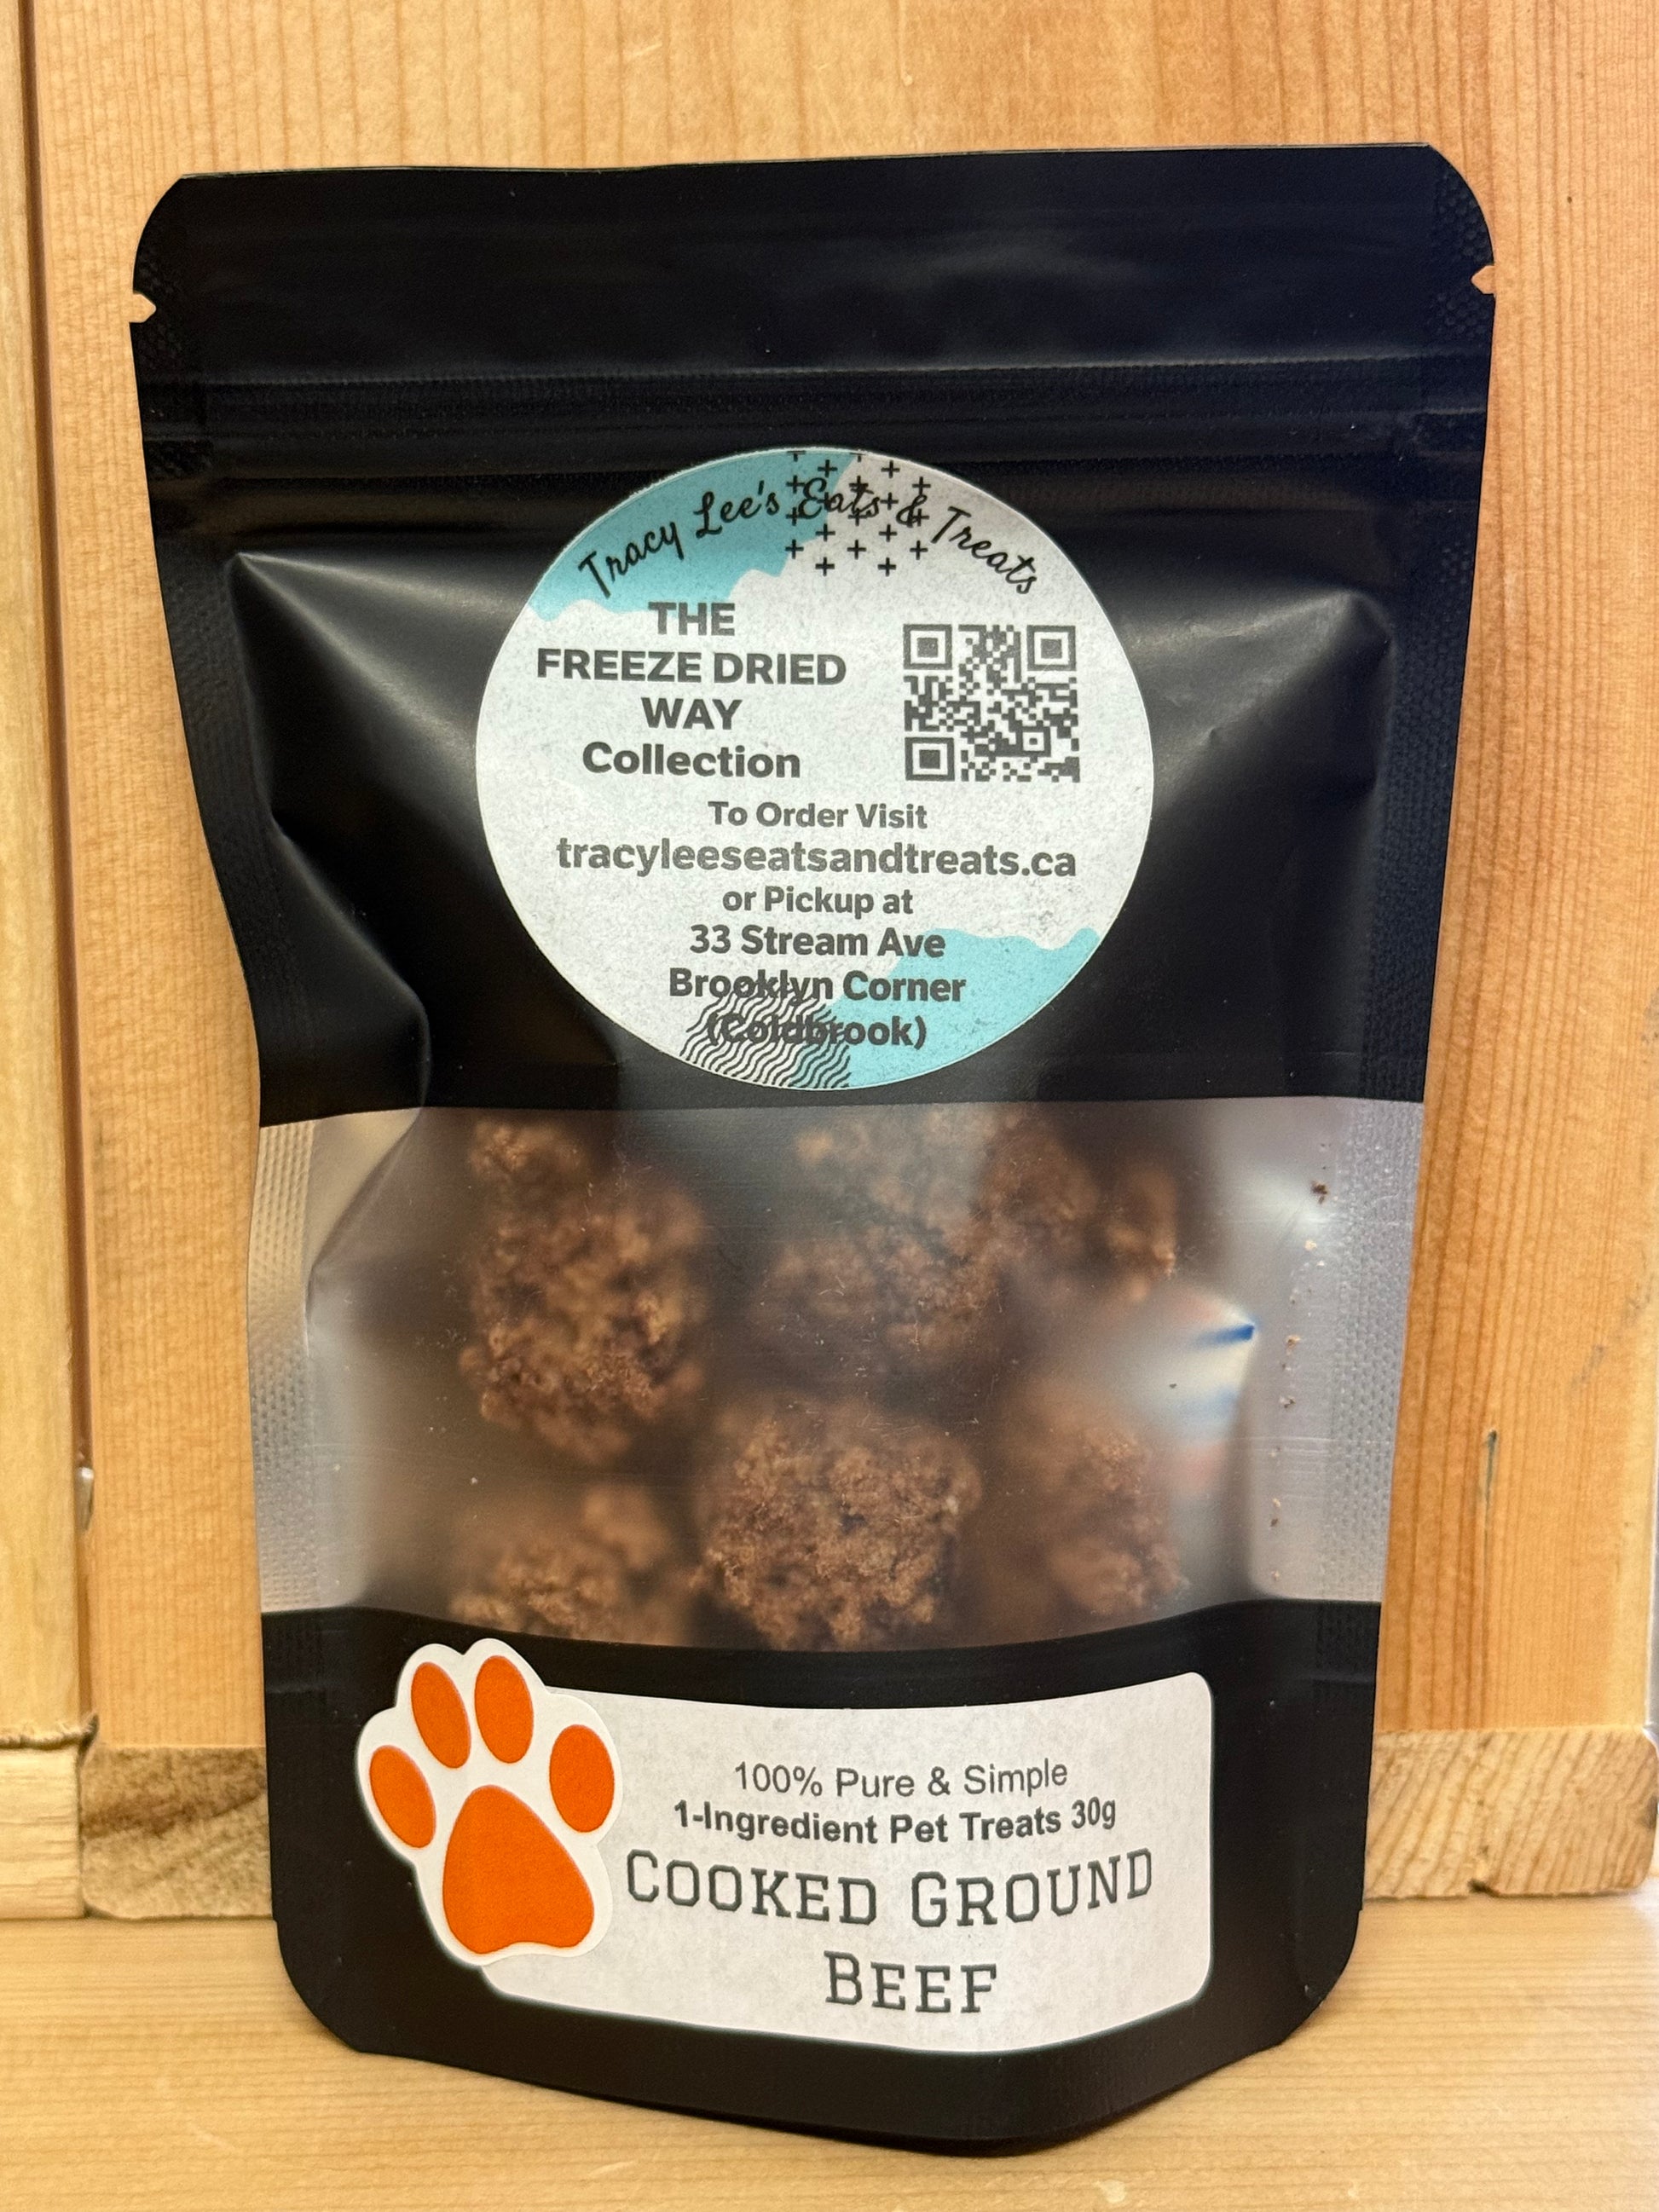 Tracy Lee's Eats & Treats
THE
FREEZE DRIED
WAY
Collection
To Order Visit
tracyleeseatsandtreats.ca
or Pickup at
33 Stream Ave
Brooklyn Corner
(Coldbrook)
100% Pure & Simple
1-Ingredient Pet Treats 30g
COOKED GROUND
BEEF